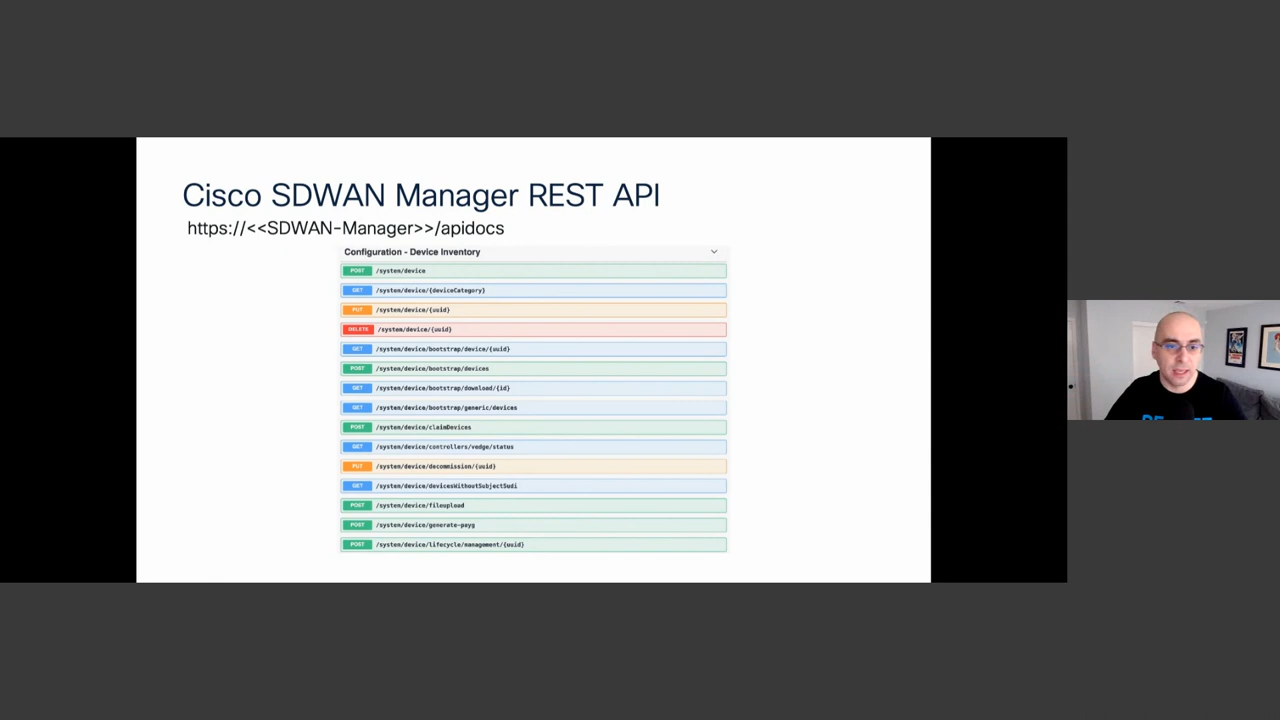 Cisco SDWAN Manager REST API
https://<<SDWAN-Manager>>/apidocs
Configuration - Device Inventory
POST /system/device
GET /system/device/{deviceCategory}
PUT /system/device/{uuid}
DELETE /system/device/{uuid}
GET /system/device/bootstrap/device/{uuid}
POST /system/device/bootstrap/devices
GET /system/device/bootstrap/download/{id}
GET /system/device/bootstrap/generic/devices
POST /system/device/claimDevices
GET /system/device/controllers/vedge/status
PUT /system/device/decommission/{uuid}
GET /system/device/devicesWithoutSubjectSudi
POST /system/device/fileupload
POST /system/device/generate-payg
POST /system/device/lifecycle/management/{uuid}